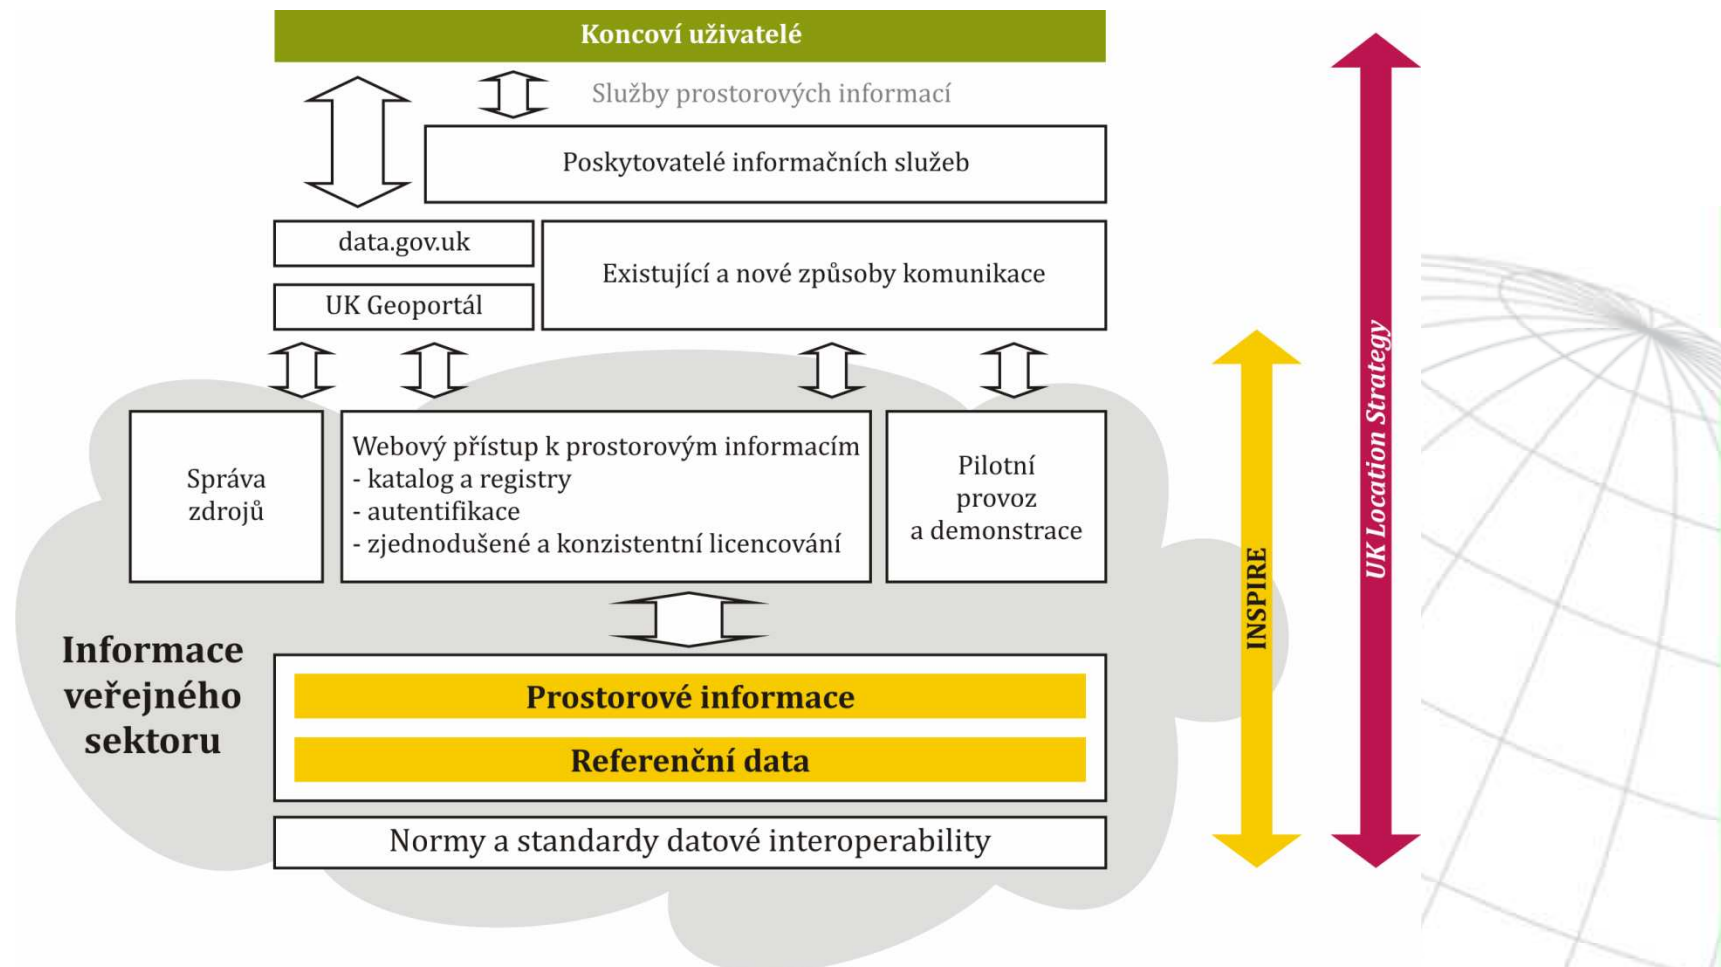 Koncoví uživatelé
Služby prostorových informací
Poskytovatelé informačních služeb
data.gov.uk
Existující a nové způsoby komunikace
UK Geoportál
Správa
zdrojů
Webový přístup k prostorovým informacím
- katalog a registry
- autentifikace
- zjednodušené a konzistentní licencování
Pilotní
provoz
a demonstrace
Informace
veřejného
sektoru
Prostorové informace
Referenční data
Normy a standardy datové interoperability
INSPIRE
UK Location Strategy